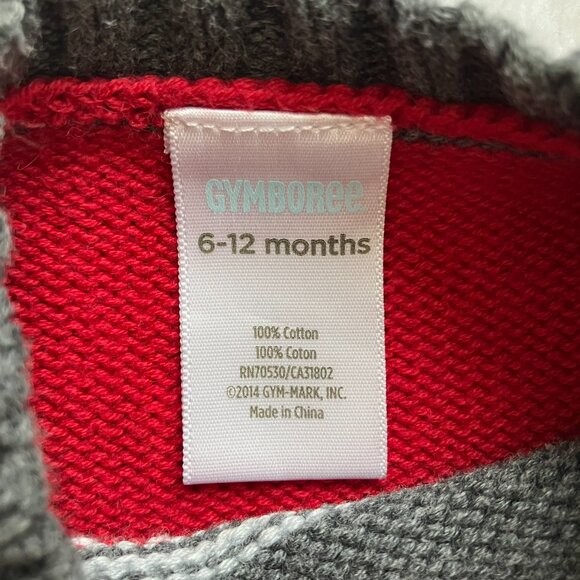 GYMBOREE
6-12 months
100% Cotton
100% Coton
RN70530/CA31802
©2014 GYM-MARK, INC.
Made in China